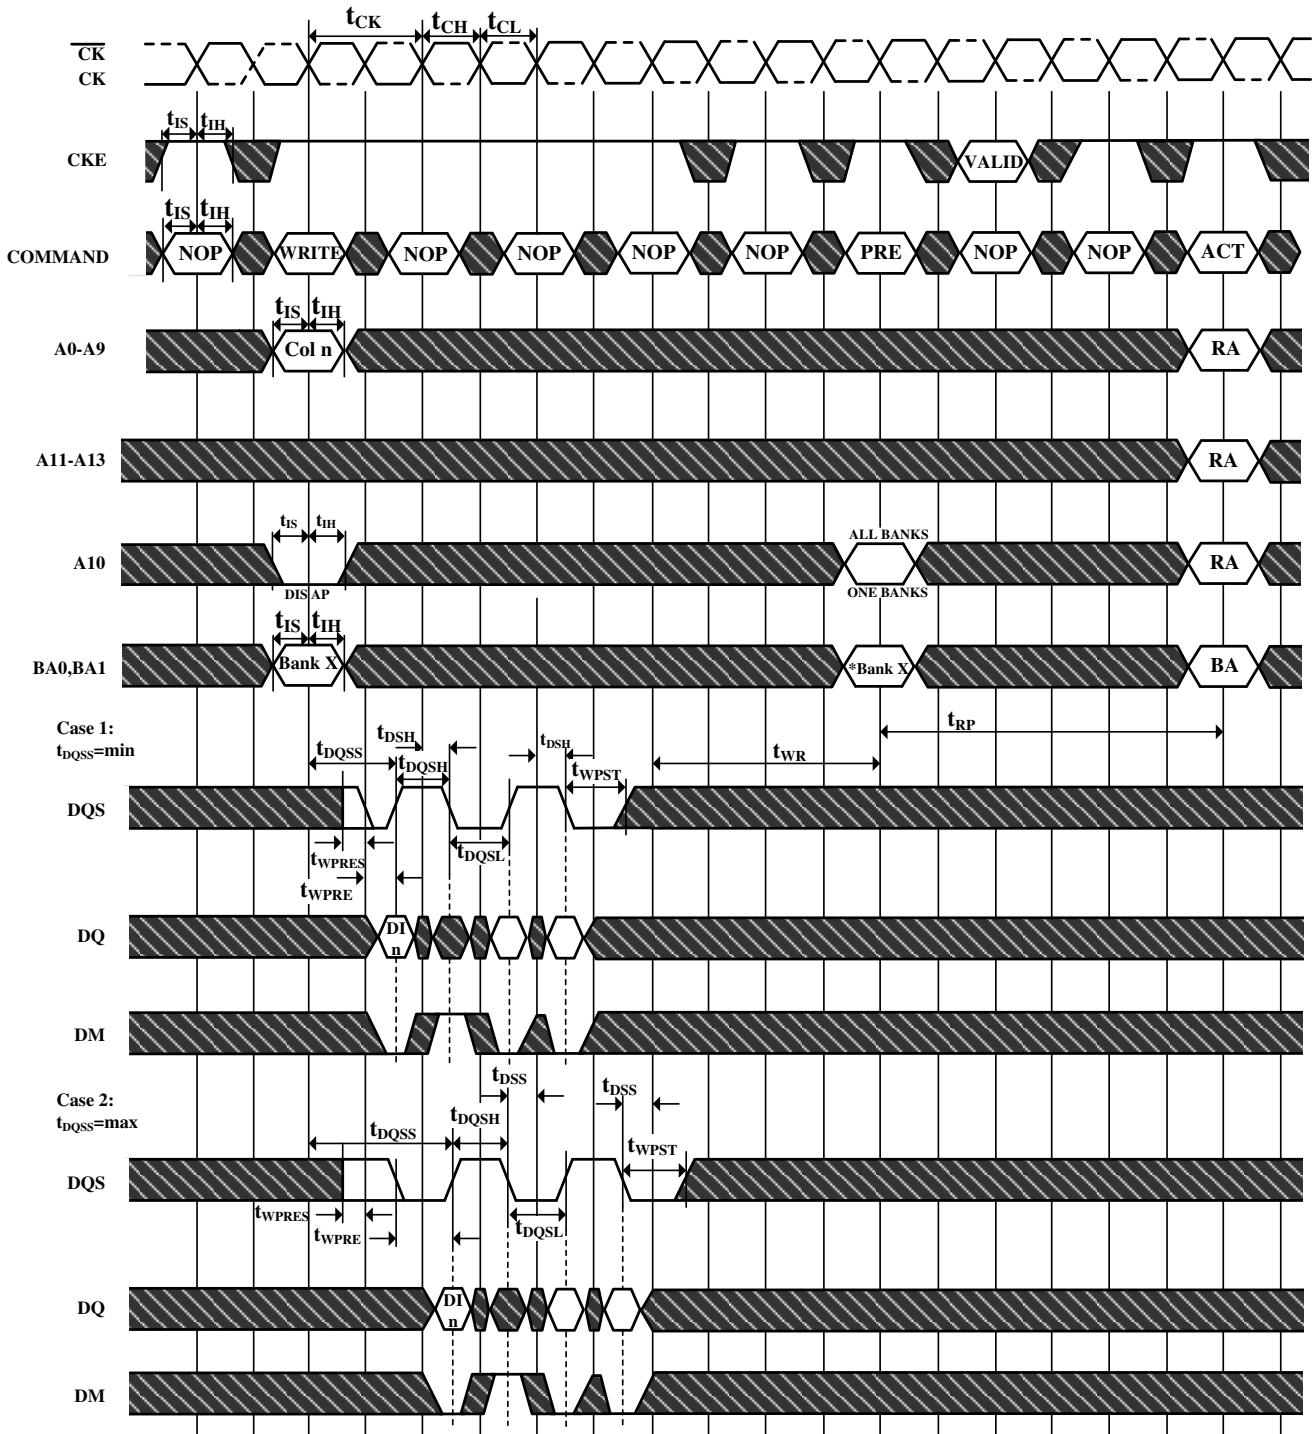 tCK tCH tCL
CK
CK
tIS tIH
CKE VALID
tIS tIH
COMMAND NOP WRITE NOP NOP NOP NOP PRE NOP NOP ACT
tIS tIH
A0-A9 Col n RA
A11-A13 RA
tIS tIH ALL BANKS
A10 RA
DIS AP ONE BANKS
tIS tIH
BA0,BA1 Bank X *Bank X BA
Case 1:
tDQSS=min
tDQSS tDSH tDQSH tDSH tWPST tWR tRP
DQS
tWPRES tDQSL
tWPRE
DQ DI n
DM
tDSS tDSS
Case 2:
tDQSS=max
tDQSS tDQSH tWPST
DQS
tWPRES tWPRE tDQSL
DQ DI n
DM